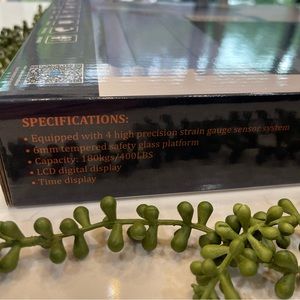 SPECIFICATIONS:
• Equipped with 4 high precision strain gauge sensor system
• 6mm tempered safety glass platform
• Capacity: 180kgs/400LBS
• LCD digital display
• Time display